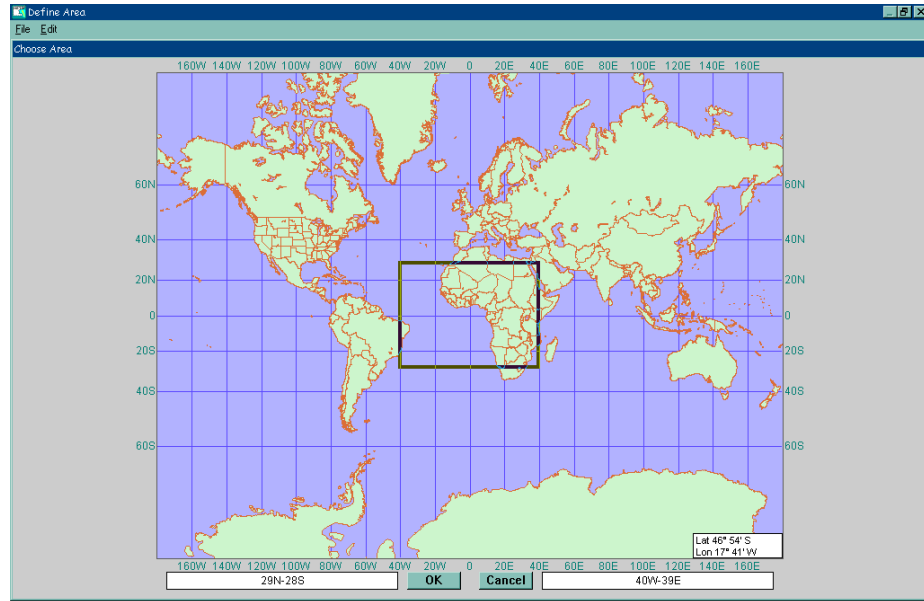 Define Area
File Edit
Choose Area
160W 140W 120W 100W 80W 60W 40W 20W 0 20E 40E 60E 80E 100E 120E 140E 160E
60N 60N
40N 40N
20N 20N
0 0
20S 20S
40S 40S
60S 60S
Lat 46° 54' S
Lon 17° 41' W
160W 140W 120W 100W 80W 60W 40W 20W 0 20E 40E 60E 80E 100E 120E 140E 160E
29N-28S OK Cancel 40W-39E